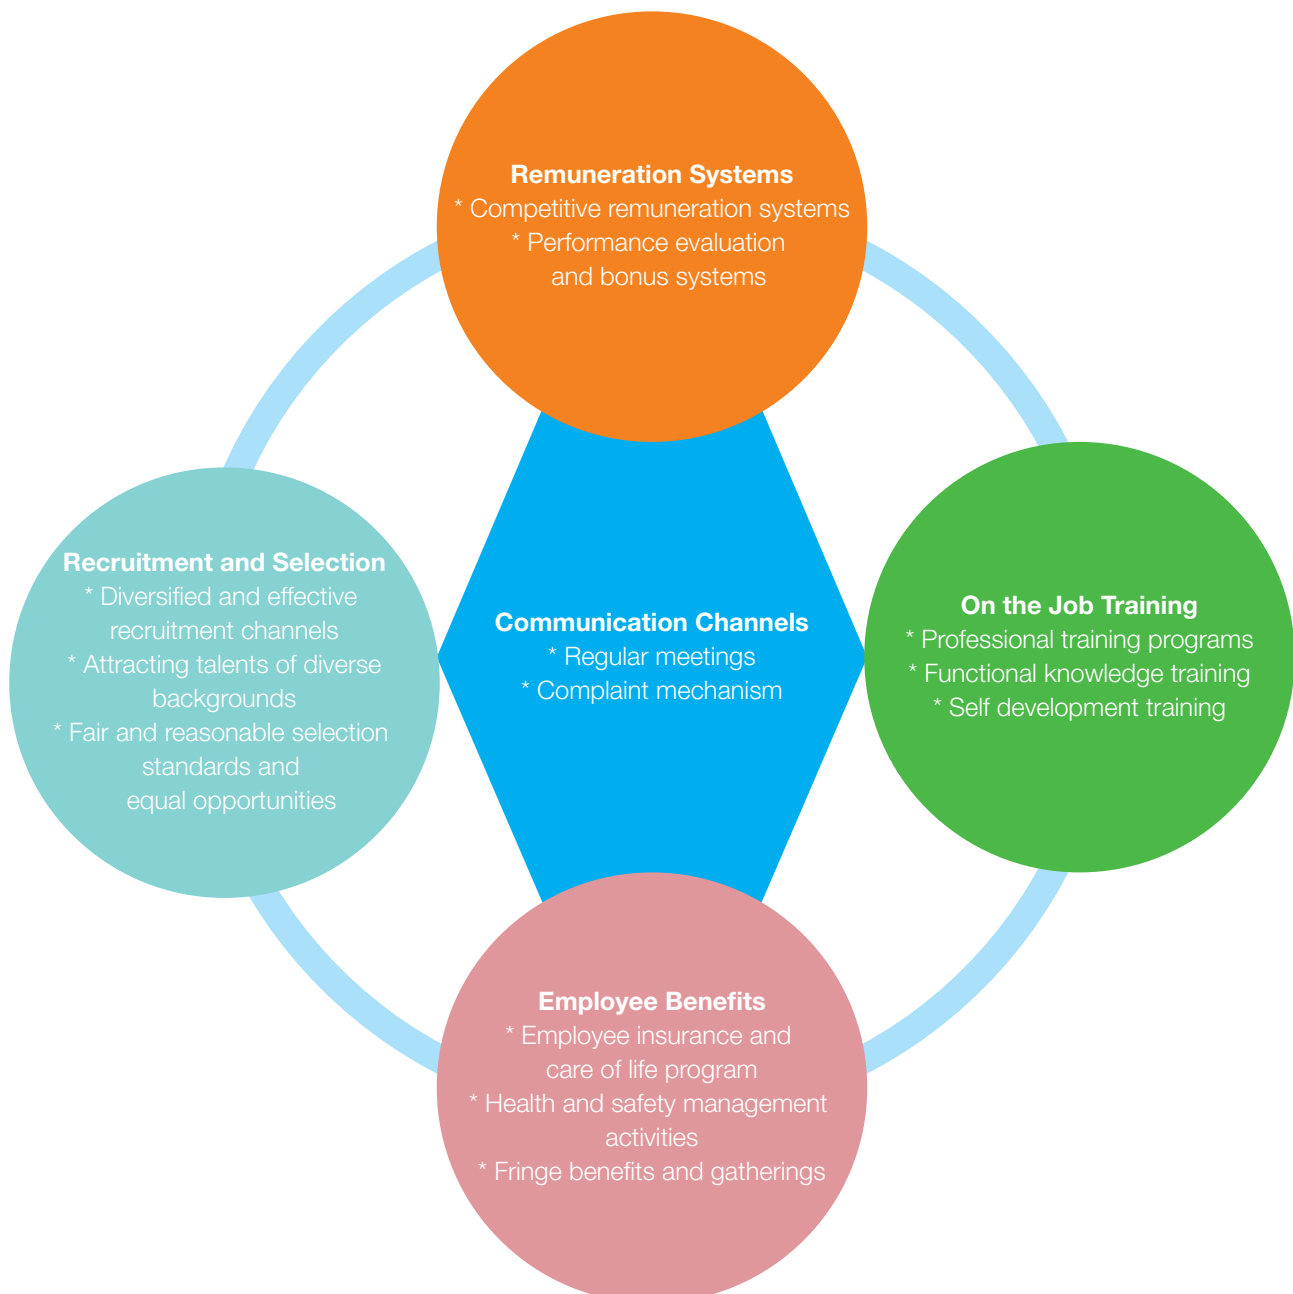 Remuneration Systems
* Competitive remuneration systems
* Performance evaluation
and bonus systems
Recruitment and Selection
* Diversified and effective
recruitment channels
* Attracting talents of diverse
backgrounds
* Fair and reasonable selection
standards and
equal opportunities
Communication Channels
* Regular meetings
* Complaint mechanism
On the Job Training
* Professional training programs
* Functional knowledge training
* Self development training
Employee Benefits
* Employee insurance and
care of life program
* Health and safety management
activities
* Fringe benefits and gatherings